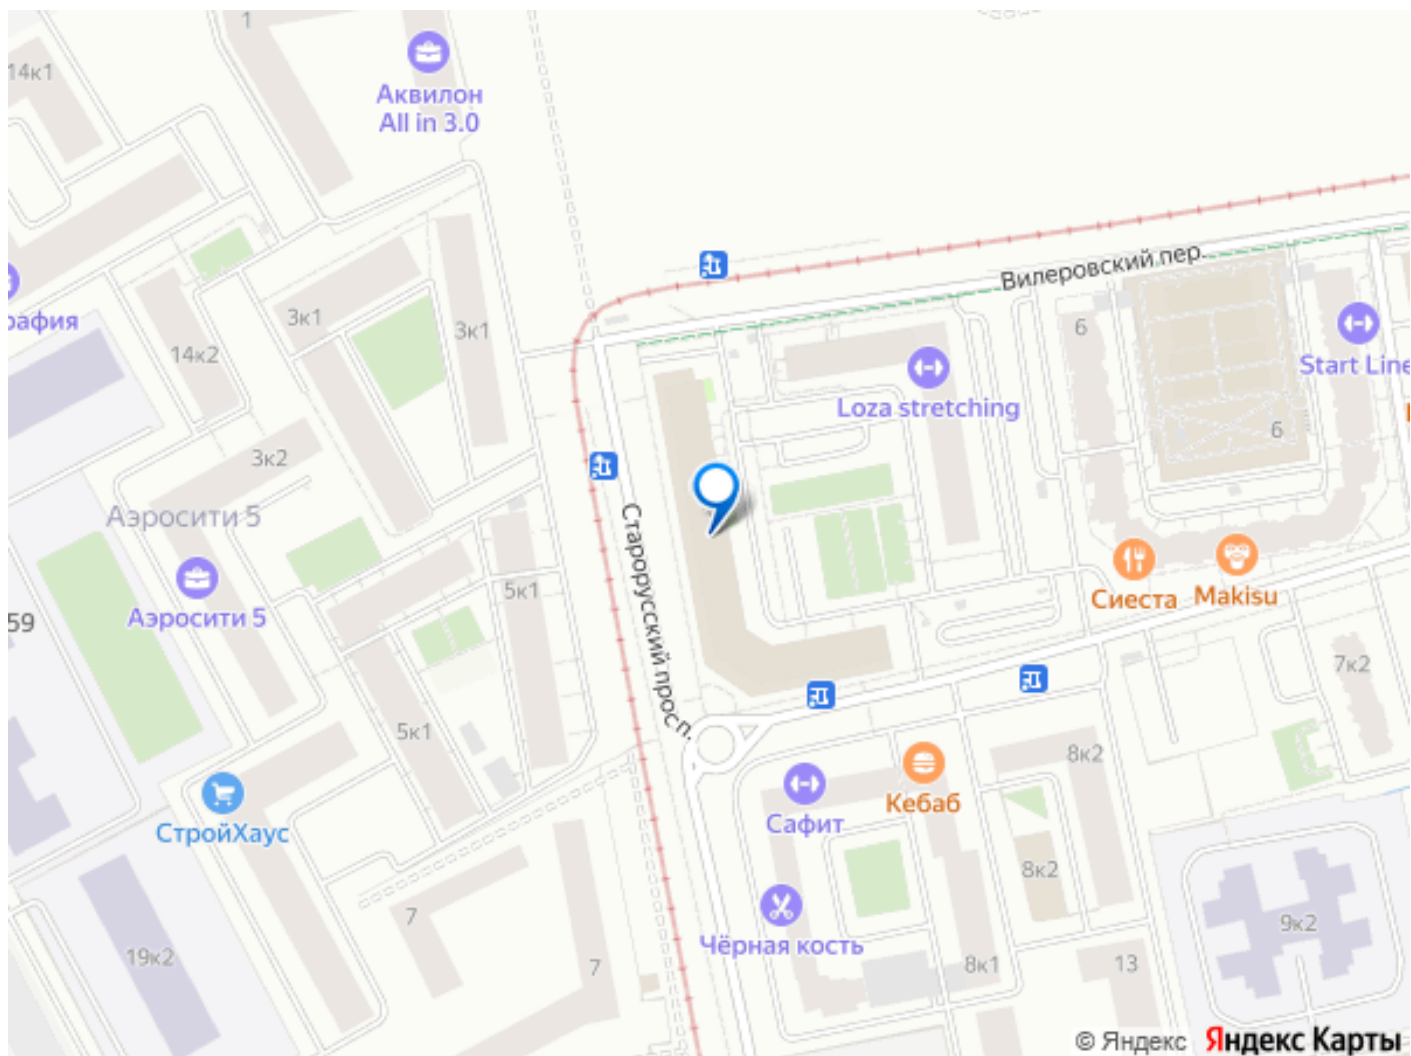 1
14к1
Аквилон
All in 3.0
Вилеровский пер.
3к1
3к1
рафия
14к2
6
Start Line
Loza stretching
3к2
6
Аэросити 5
Старорусский просп.
Аэросити 5
5к1
Сиеста
Makisu
59
7к2
5к1
8к2
Кебаб
СтройХаус
Сафит
8к2
7
Чёрная кость
9к2
19к2
7
8к1
13
© Яндекс Яндекс Карты